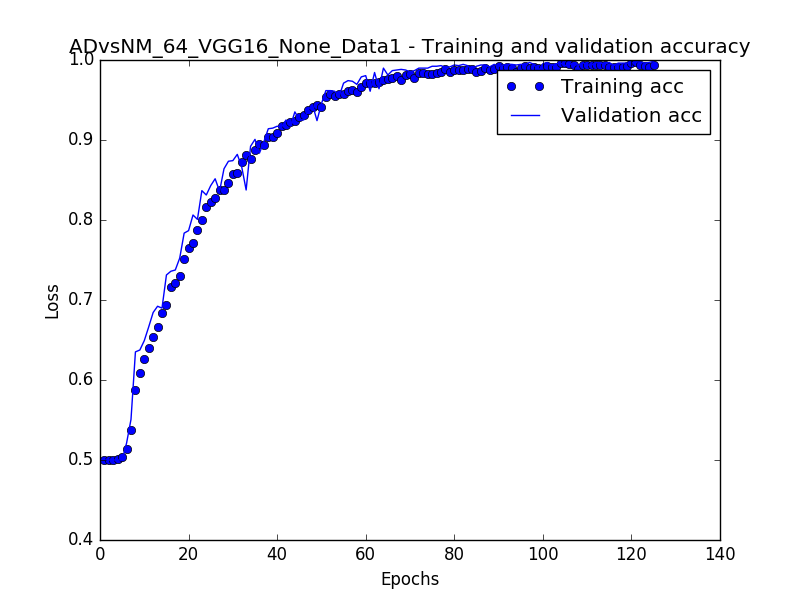 ADvsNM_64_VGG16_None_Data1 - Training and validation accuracy
1.0
0.9
0.8
0.7
0.6
0.5
0.4
Loss
Training acc
Validation acc
0 20 40 60 80 100 120 140
Epochs